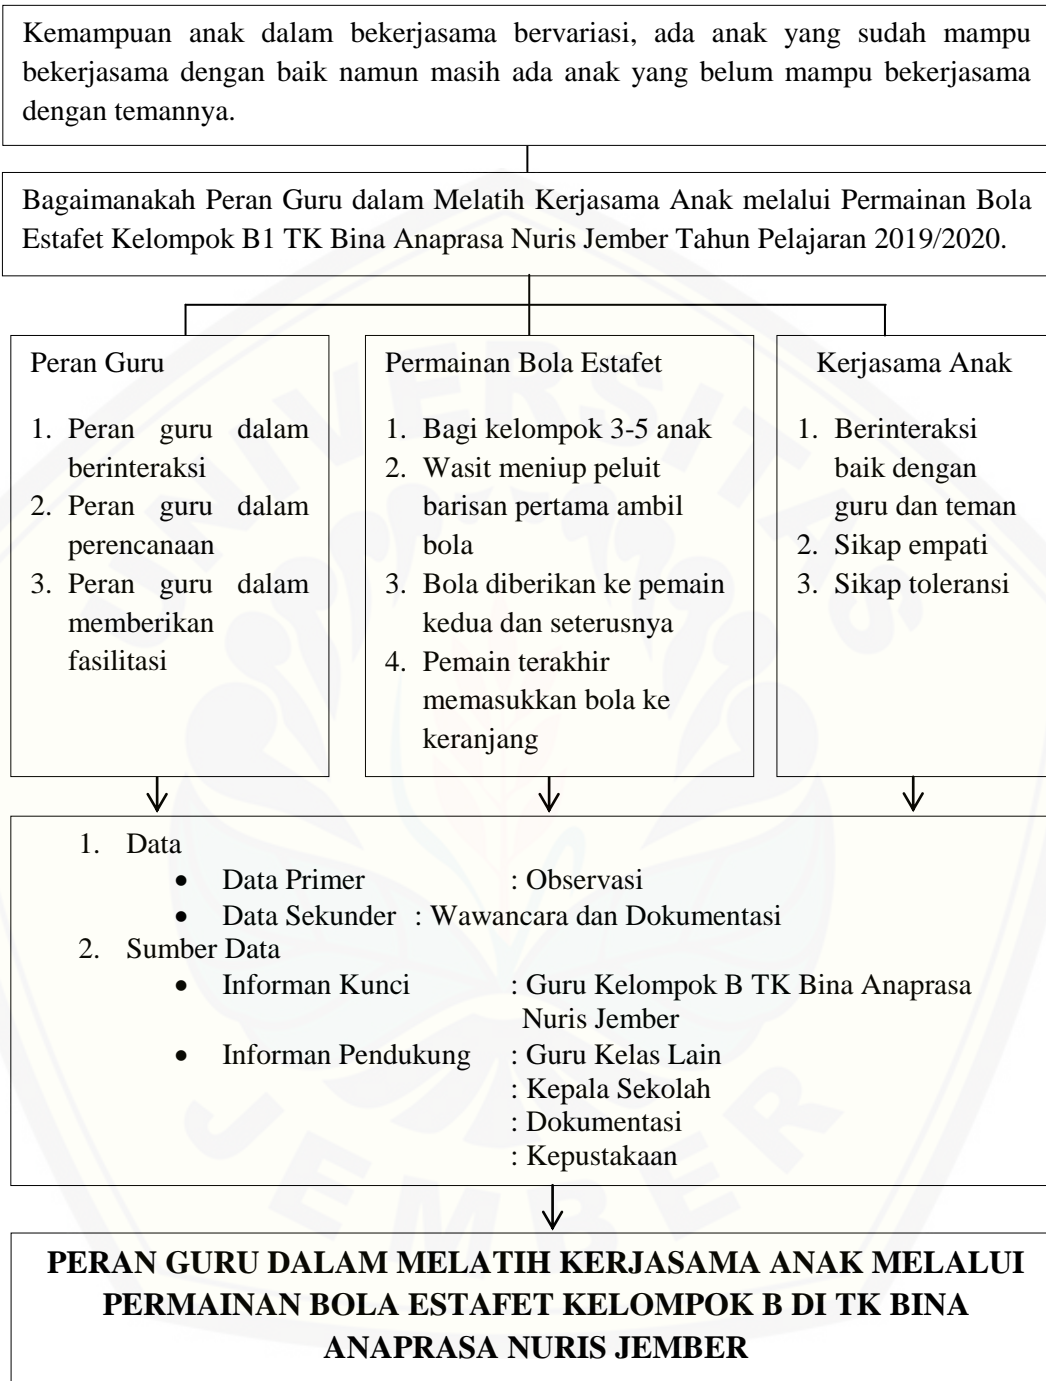 Kemampuan anak dalam bekerjasama bervariasi, ada anak yang sudah mampu
bekerjasama dengan baik namun masih ada anak yang belum mampu bekerjasama
dengan temannya.
Bagaimanakah Peran Guru dalam Melatih Kerjasama Anak melalui Permainan Bola
Estafet Kelompok B1 TK Bina Anaprasa Nuris Jember Tahun Pelajaran 2019/2020.
Peran Guru
1. Peran guru dalam
berinteraksi
2. Peran guru dalam
perencanaan
3. Peran guru dalam
memberikan
fasilitasi
Permainan Bola Estafet
1. Bagi kelompok 3-5 anak
2. Wasit meniup peluit
barisan pertama ambil
bola
3. Bola diberikan ke pemain
kedua dan seterusnya
4. Pemain terakhir
memasukkan bola ke
keranjang
Kerjasama Anak
1. Berinteraksi
baik dengan
guru dan teman
2. Sikap empati
3. Sikap toleransi
1. Data
• Data Primer : Observasi
• Data Sekunder : Wawancara dan Dokumentasi
2. Sumber Data
• Informan Kunci : Guru Kelompok B TK Bina Anaprasa
Nuris Jember
• Informan Pendukung : Guru Kelas Lain
: Kepala Sekolah
: Dokumentasi
: Kepustakaan
PERAN GURU DALAM MELATIH KERJASAMA ANAK MELALUI
PERMAINAN BOLA ESTAFET KELOMPOK B DI TK BINA
ANAPRASA NURIS JEMBER
UNIVERSITAS
JEMBER